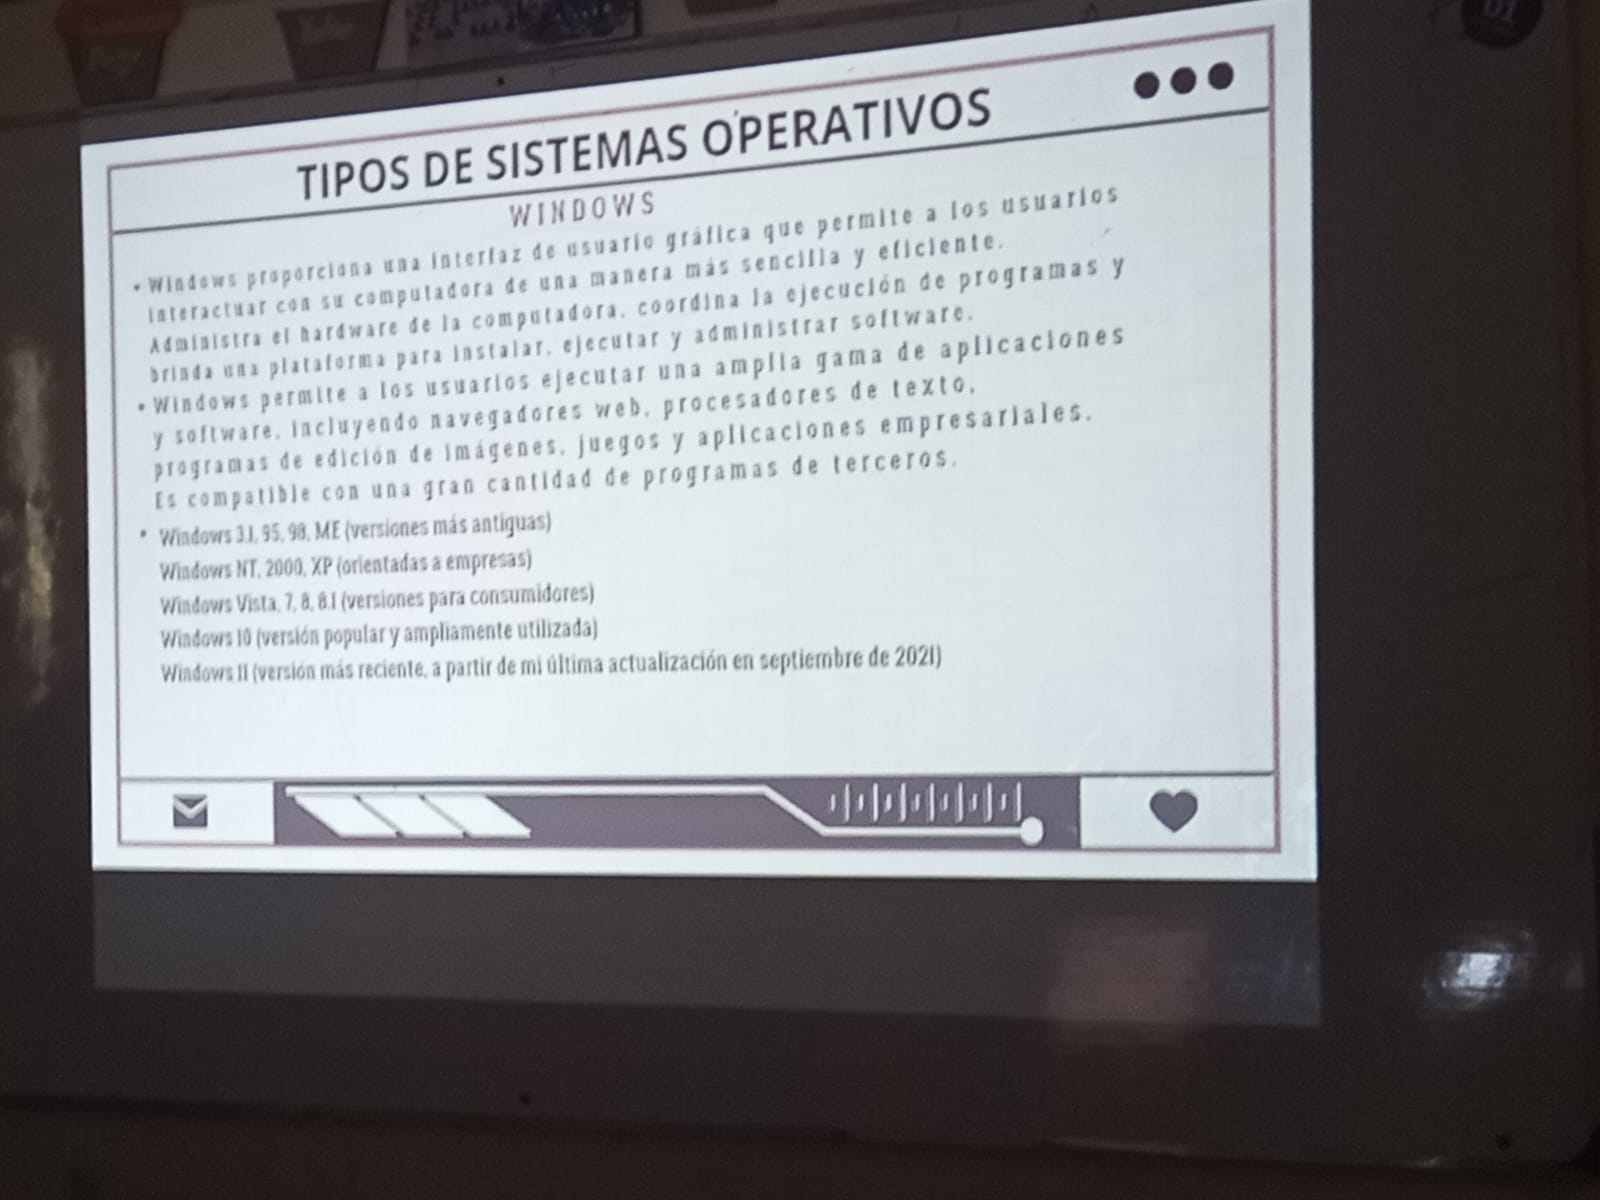 01
TIPOS DE SISTEMAS OPERATIVOS
WINDOWS
• Windows proporciona una interfaz de usuario gráfica que permite a los usuarios
interactuar con su computadora de una manera más sencilla y eficiente.
Administra el hardware de la computadora, coordina la ejecución de programas y
brinda una plataforma para instalar, ejecutar y administrar software.
• Windows permite a los usuarios ejecutar una amplia gama de aplicaciones
y software, incluyendo navegadores web, procesadores de texto,
programas de edición de imágenes, juegos y aplicaciones empresariales.
Es compatible con una gran cantidad de programas de terceros.
• Windows 3.1, 95, 98, ME (versiones más antiguas)
Windows NT, 2000, XP (orientadas a empresas)
Windows Vista, 7, 8, 8.1 (versiones para consumidores)
Windows 10 (versión popular y ampliamente utilizada)
Windows 11 (versión más reciente, a partir de mi última actualización en septiembre de 2021)